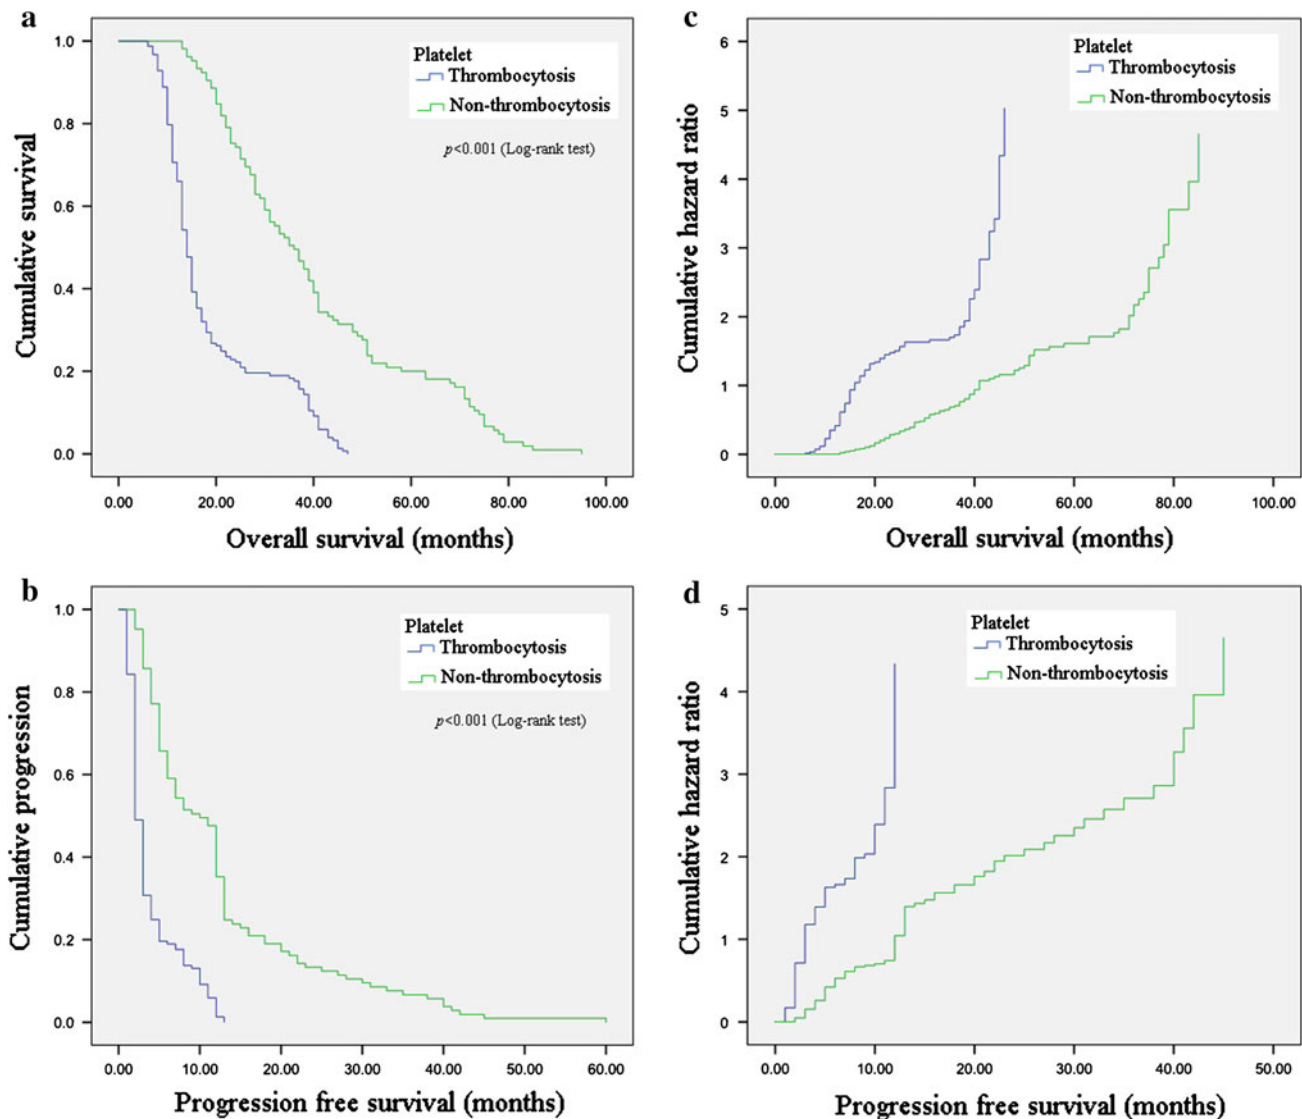 a
Cumulative survival
1.0
0.8
0.6
0.4
0.2
0.0
Platelet
Thrombocytosis
Non-thrombocytosis
p<0.001 (Log-rank test)
0.00 20.00 40.00 60.00 80.00 100.00
Overall survival (months)
c
Cumulative hazard ratio
6
5
4
3
2
1
0
Platelet
Thrombocytosis
Non-thrombocytosis
0.00 20.00 40.00 60.00 80.00 100.00
Overall survival (months)
b
Cumulative progression
1.0
0.8
0.6
0.4
0.2
0.0
Platelet
Thrombocytosis
Non-thrombocytosis
p<0.001 (Log-rank test)
0.00 10.00 20.00 30.00 40.00 50.00 60.00
Progression free survival (months)
d
Cumulative hazard ratio
5
4
3
2
1
0
Platelet
Thrombocytosis
Non-thrombocytosis
0.00 10.00 20.00 30.00 40.00 50.00
Progression free survival (months)